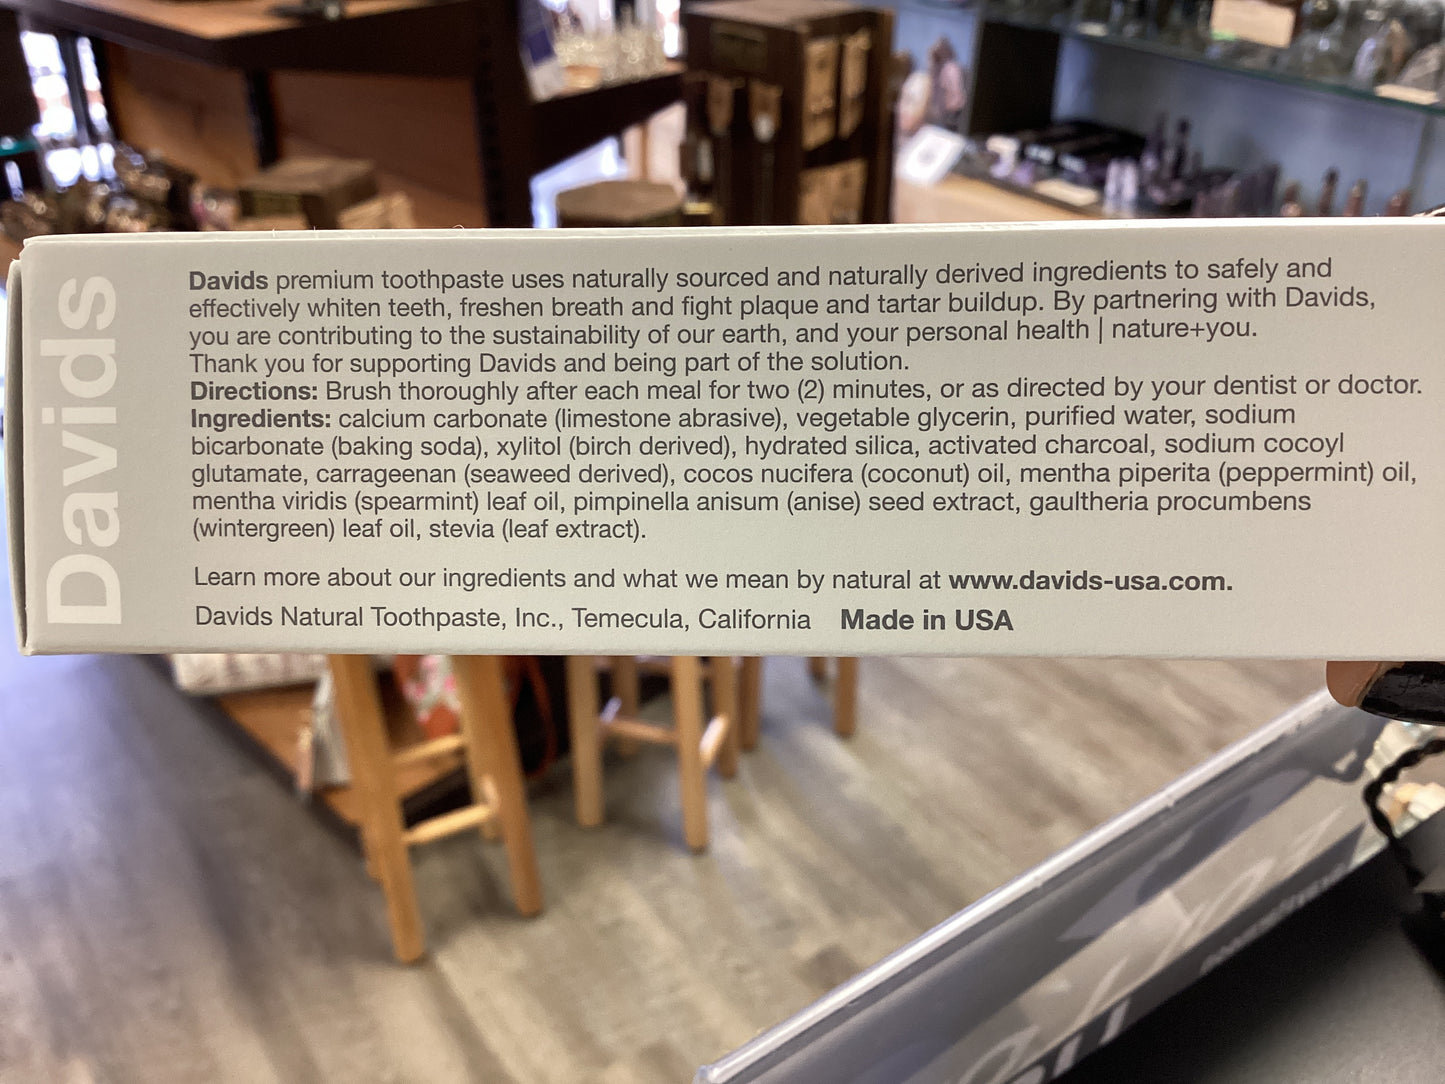 Davids
Davids premium toothpaste uses naturally sourced and naturally derived ingredients to safely and
effectively whiten teeth, freshen breath and fight plaque and tartar buildup. By partnering with Davids,
you are contributing to the sustainability of our earth, and your personal health | nature+you.
Thank you for supporting Davids and being part of the solution.
Directions: Brush thoroughly after each meal for two (2) minutes, or as directed by your dentist or doctor.
Ingredients: calcium carbonate (limestone abrasive), vegetable glycerin, purified water, sodium
bicarbonate (baking soda), xylitol (birch derived), hydrated silica, activated charcoal, sodium cocoyl
glutamate, carrageenan (seaweed derived), cocos nucifera (coconut) oil, mentha piperita (peppermint) oil,
mentha viridis (spearmint) leaf oil, pimpinella anisum (anise) seed extract, gaultheria procumbens
(wintergreen) leaf oil, stevia (leaf extract).
Learn more about our ingredients and what we mean by natural at www.davids-usa.com.
Davids Natural Toothpaste, Inc., Temecula, California Made in USA